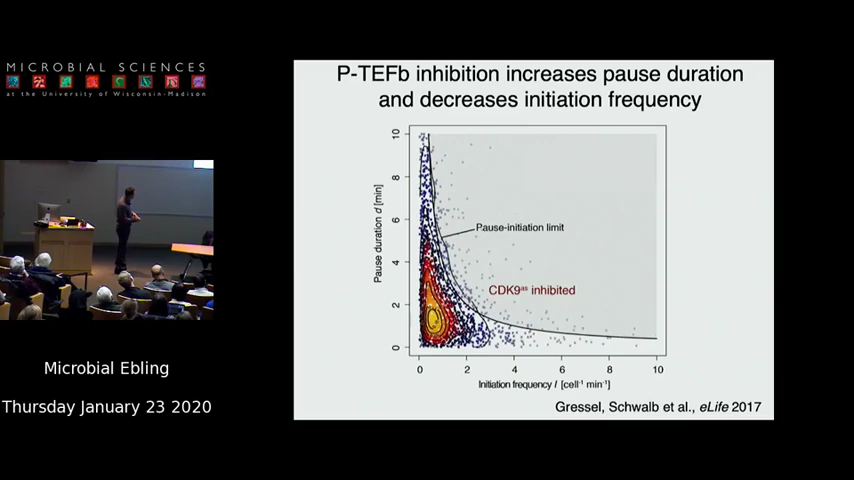 MICROBIAL SCIENCES
at the University of Wisconsin-Madison
Microbial Ebling
Thursday January 23 2020
P-TEFb inhibition increases pause duration
and decreases initiation frequency
10
8
6
4
2
0
Pause duration d [min]
Pause-initiation limit
CDK9as inhibited
0 2 4 6 8 10
Initiation frequency I [cell-1 min-1]
Gressel, Schwalb et al., eLife 2017